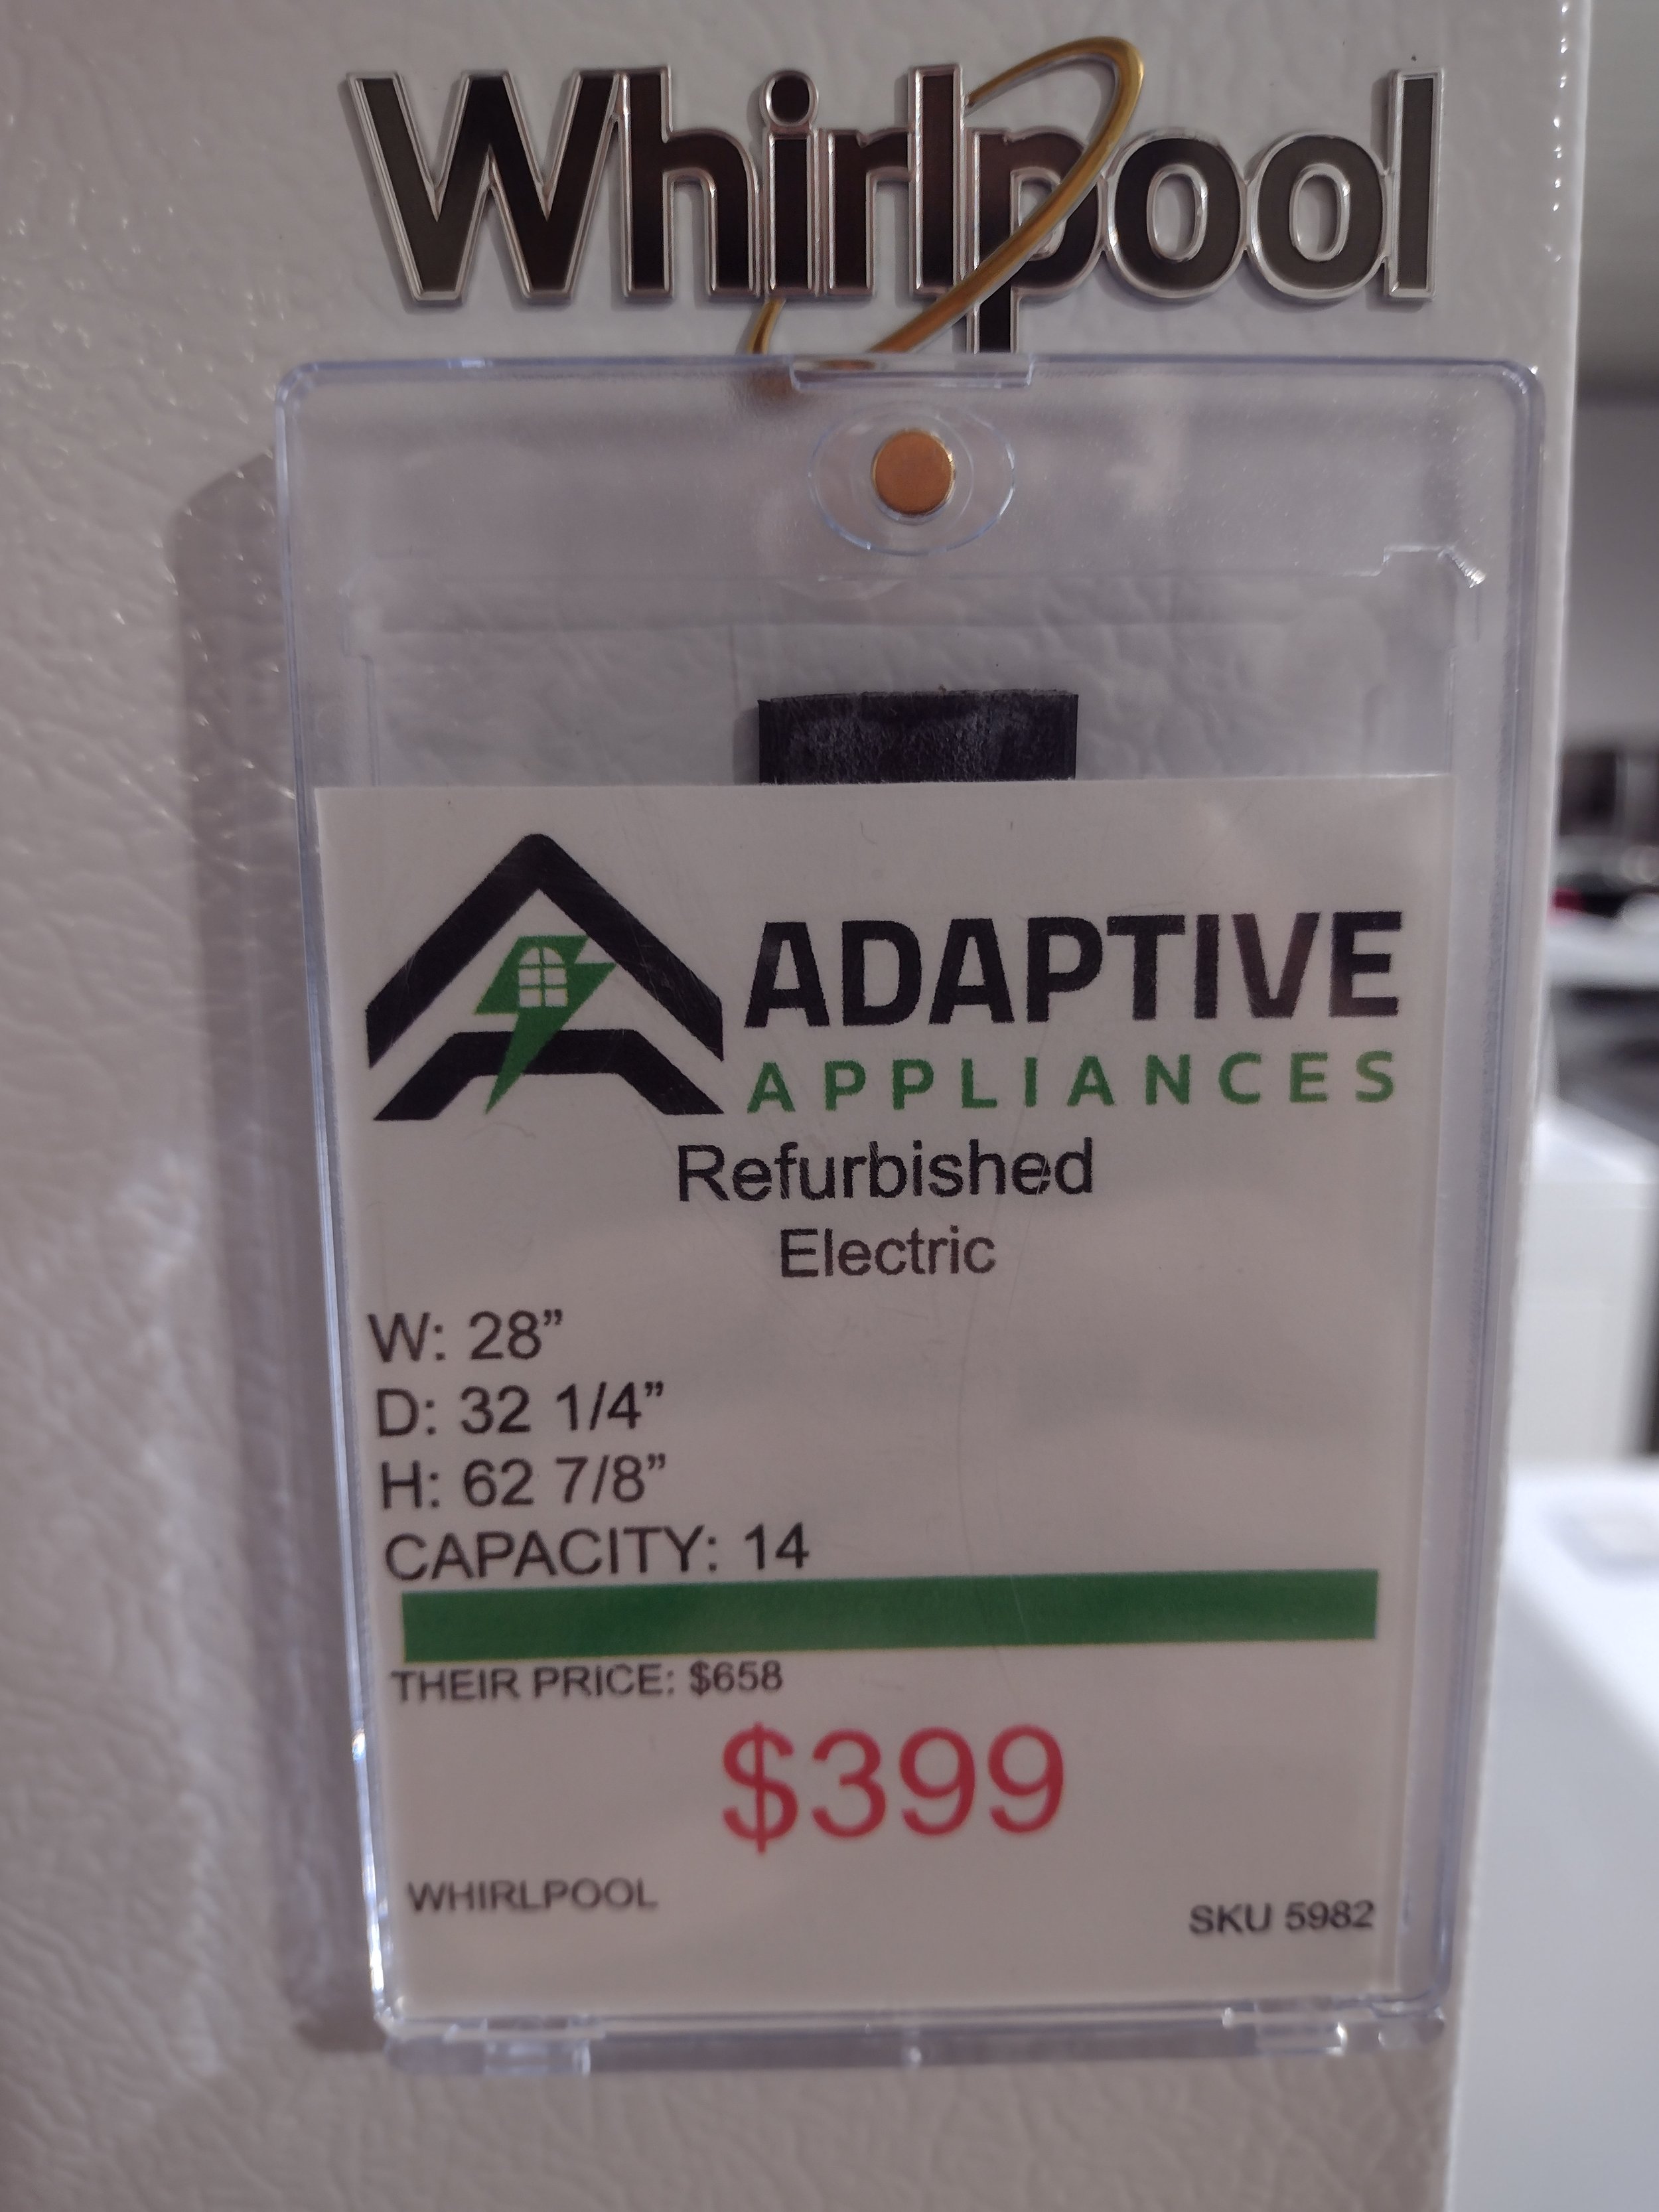 Whirlpool
ADAPTIVE
APPLIANCES
Refurbished
Electric
W: 28”
D: 32 1/4”
H: 62 7/8”
CAPACITY: 14
THEIR PRICE: $658
$399
WHIRLPOOL
SKU 5982